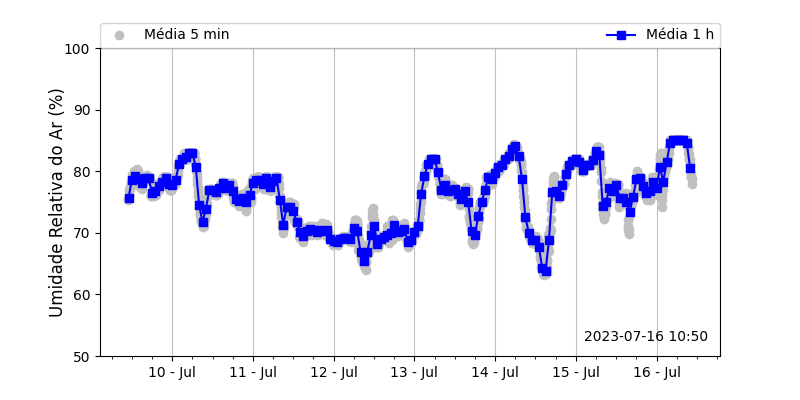 Média 5 min
Média 1 h
100
90
80
70
60
50
Umidade Relativa do Ar (%)
2023-07-16 10:50
10 - Jul
11 - Jul
12 - Jul
13 - Jul
14 - Jul
15 - Jul
16 - Jul